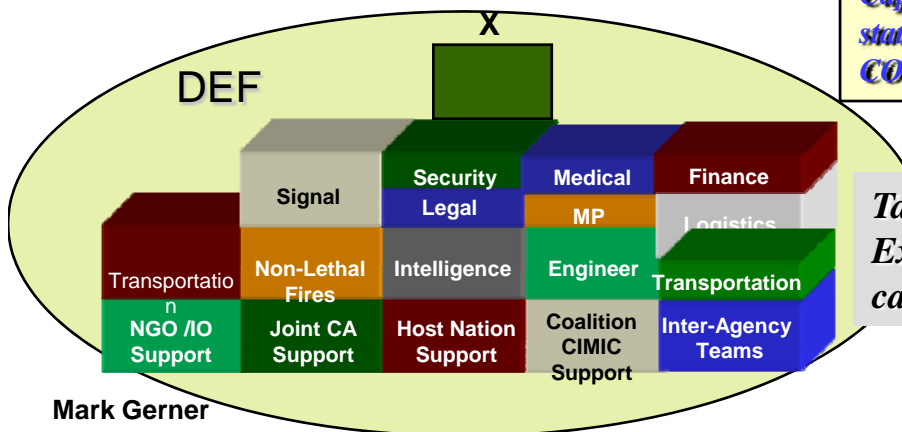 X
DEF
Signal
Security
Legal
Medical
MP
Finance
Logistics
Transportatio
n
Non-Lethal
Fires
Intelligence
Engineer
Transportation
NGO /IO
Support
Joint CA
Support
Host Nation
Support
Coalition
CIMIC
Support
Inter-Agency
Teams
Mark Gerner